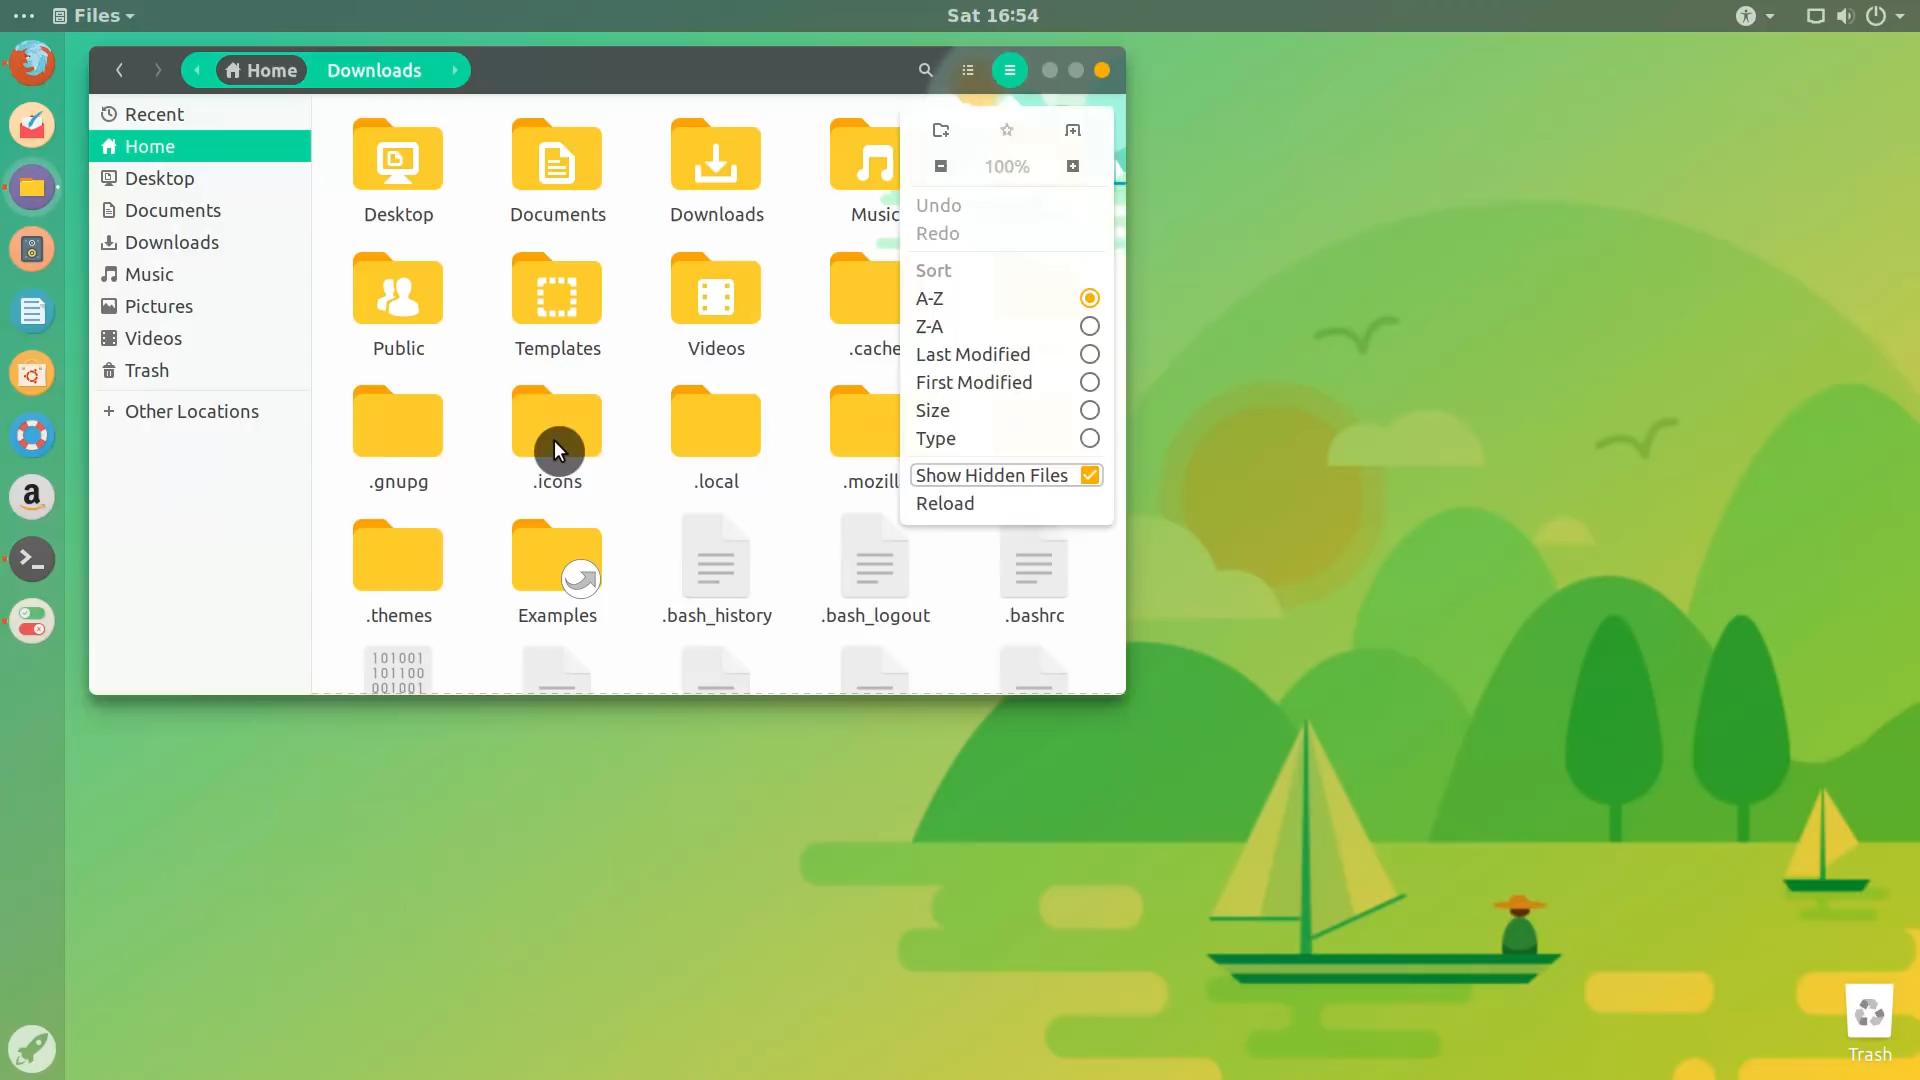 Files
Sat 16:54
Home
Downloads
Recent
Home
Desktop
Documents
Downloads
Music
Pictures
Videos
Trash
Other Locations
Desktop
Documents
Downloads
Music
Public
Templates
Videos
.cache
.gnupg
.icons
.local
.mozill
.themes
Examples
.bash_history
.bash_logout
.bashrc
101001
101100
001001
100%
Undo
Redo
Sort
A-Z
Z-A
Last Modified
First Modified
Size
Type
Show Hidden Files
Reload
a
>_
Trash